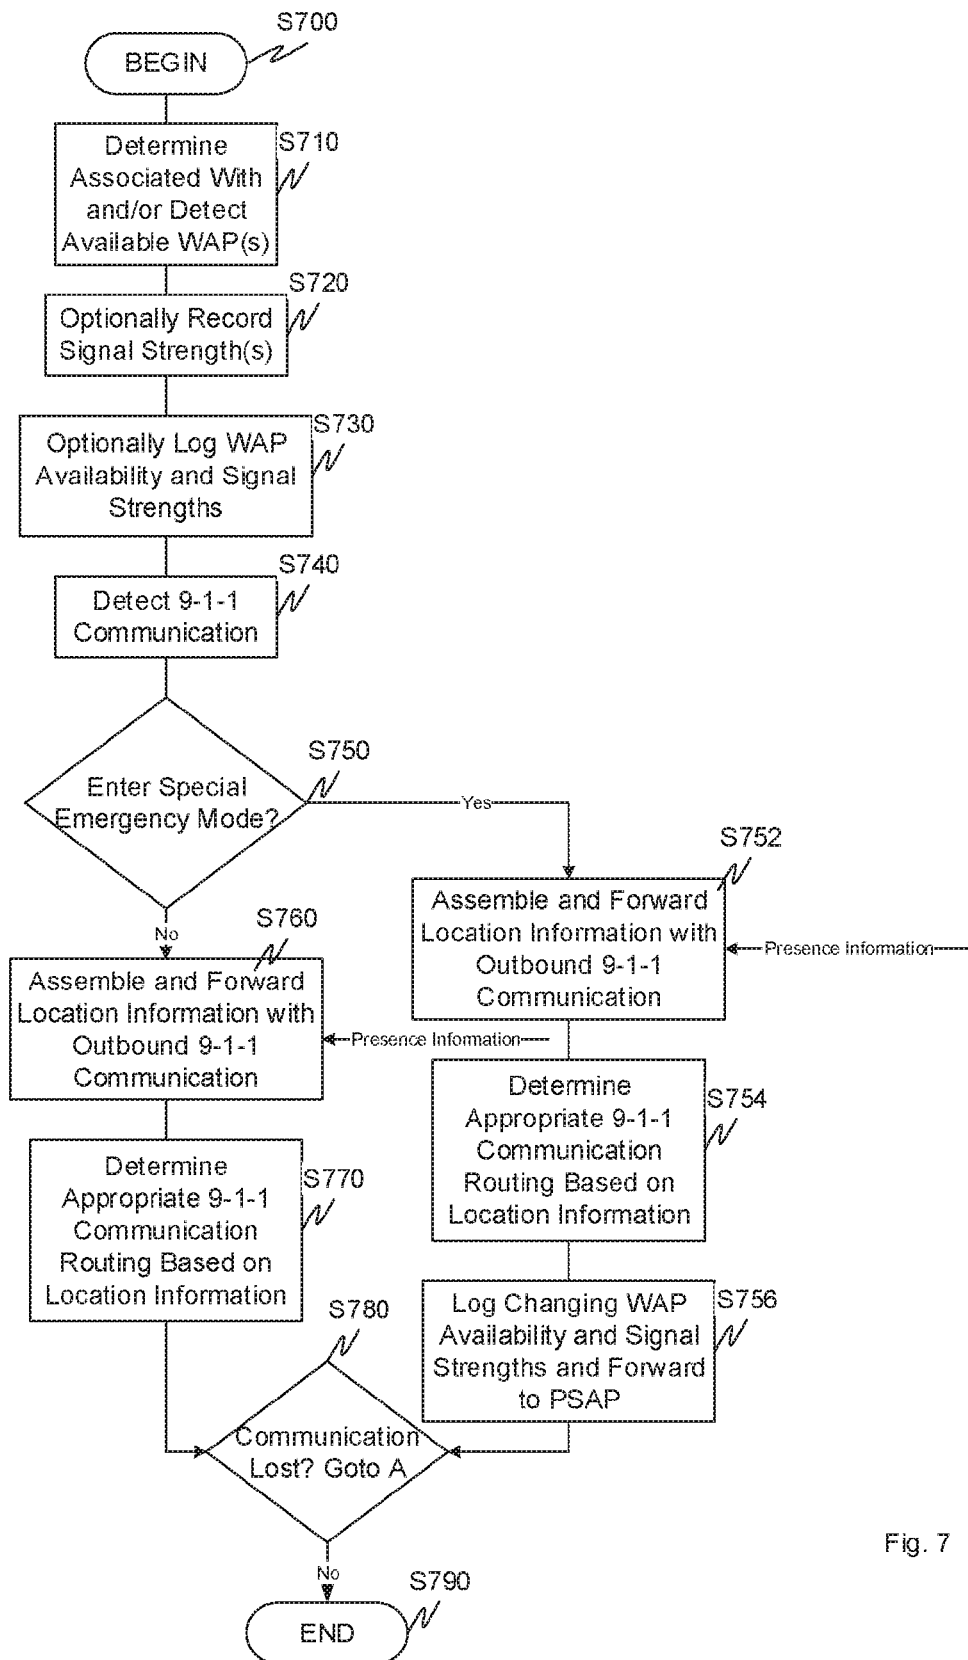 S700
BEGIN
S710
Determine
Associated With
and/or Detect
Available WAP(s)
S720
Optionally Record
Signal Strength(s)
S730
Optionally Log WAP
Availability and Signal
Strengths
S740
Detect 9-1-1
Communication
S750
Enter Special
Emergency Mode?
Yes
No
S752
Assemble and Forward
Location Information with
Outbound 9-1-1
Communication
Presence Information
S760
Assemble and Forward
Location Information with
Outbound 9-1-1
Communication
Presence Information
S754
Determine
Appropriate 9-1-1
Communication
Routing Based on
Location Information
S770
Determine
Appropriate 9-1-1
Communication
Routing Based on
Location Information
S756
Log Changing WAP
Availability and Signal
Strengths and Forward
to PSAP
S780
Communication
Lost? Goto A
No
S790
END
Fig. 7